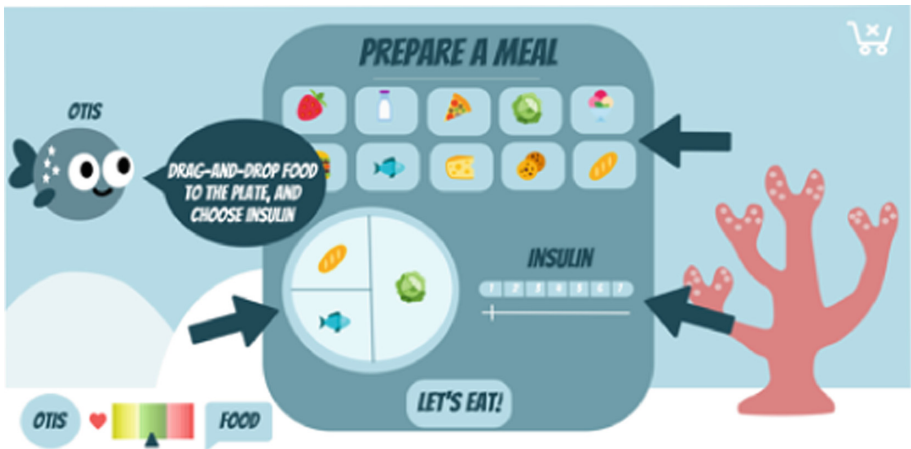 PREPARE A MEAL
OTIS
DRAG-AND-DROP FOOD
TO THE PLATE, AND
CHOOSE INSULIN
INSULIN
1 2 3 4 5 6 7
LET'S EAT!
OTIS
FOOD